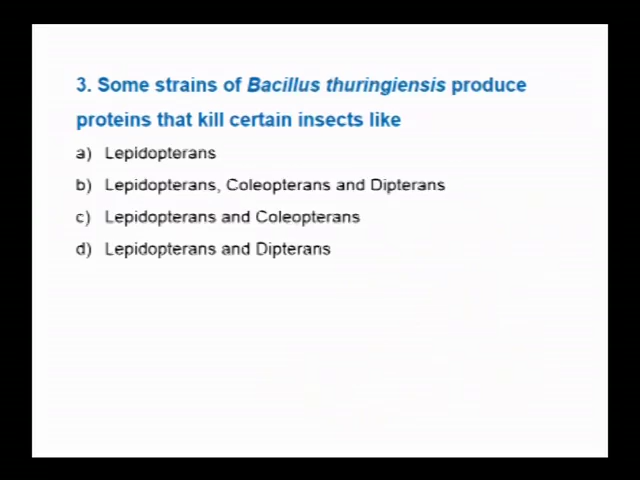 3. Some strains of Bacillus thuringiensis produce
proteins that kill certain insects like
a) Lepidopterans
b) Lepidopterans, Coleopterans and Dipterans
c) Lepidopterans and Coleopterans
d) Lepidopterans and Dipterans